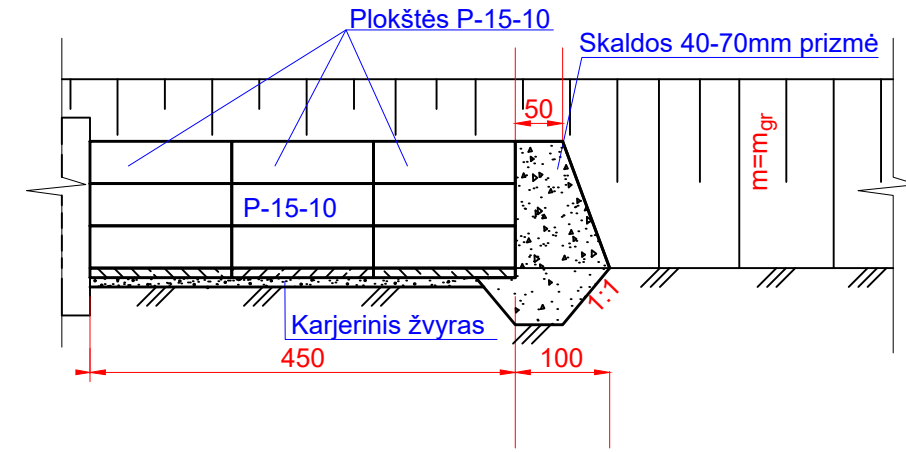 Plokštės P-15-10
Skaldos 40-70mm prizmė
50
m=mgr
P-15-10
1:1
Karjerinis žvyras
450
100